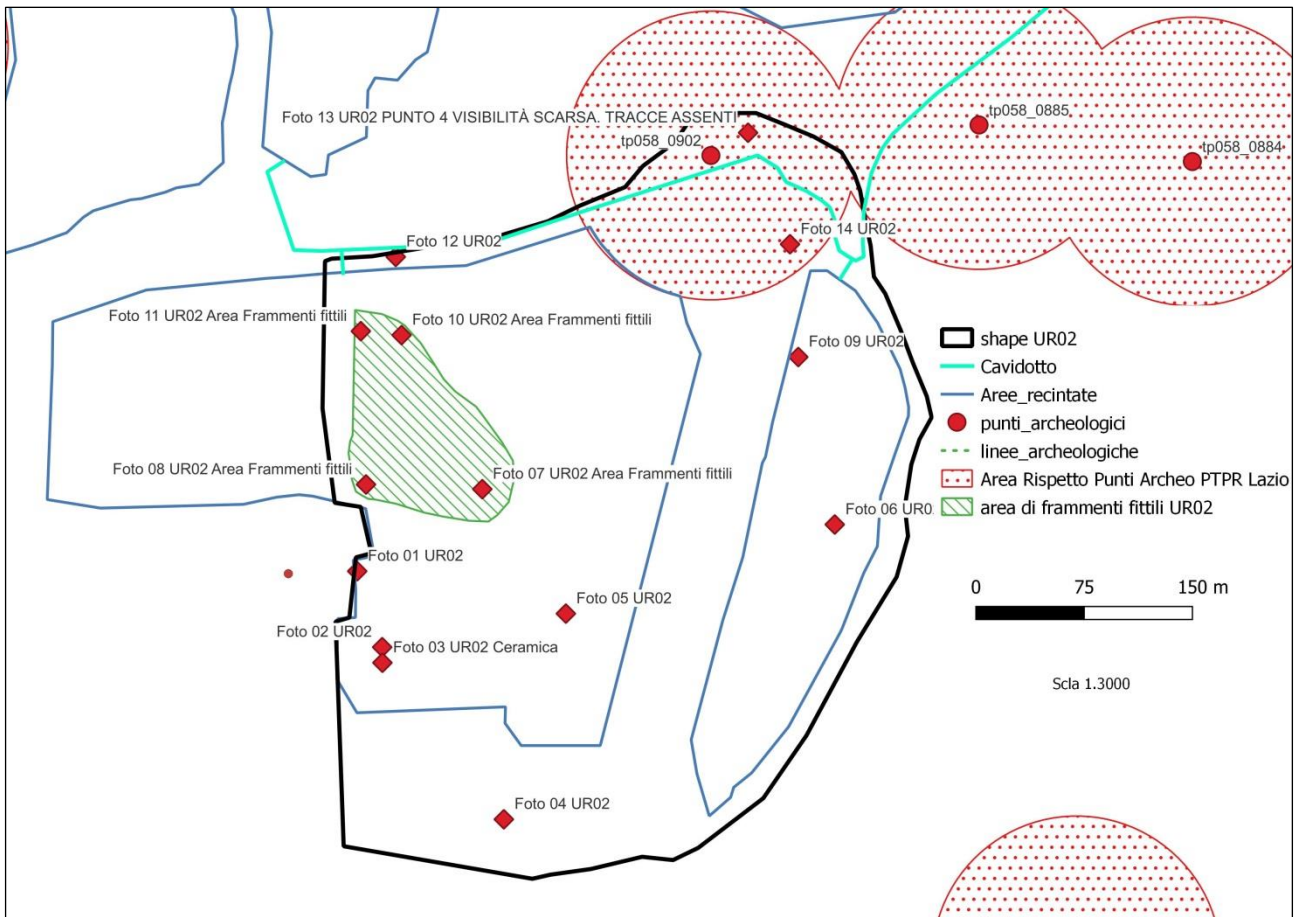 Foto 13 UR02 PUNTO 4 VISIBILITÀ SCARSA. TRACCE ASSENTI
tp058_0885
tp058_0902
tp058_0884
Foto 14 UR02
Foto 12 UR02
Foto 11 UR02 Area Frammenti fittili
Foto 10 UR02 Area Frammenti fittili
Foto 09 UR02
Foto 08 UR02 Area Frammenti fittili
Foto 07 UR02 Area Frammenti fittili
Foto 06 UR0
Foto 01 UR02
Foto 05 UR02
Foto 02 UR02
Foto 03 UR02 Ceramica
Foto 04 UR02
shape UR02
Cavidotto
Aree_recintate
punti_archeologici
linee_archeologiche
Area Rispetto Punti Archeo PTPR Lazio
area di frammenti fittili UR02
0 75 150 m
Scla 1.3000